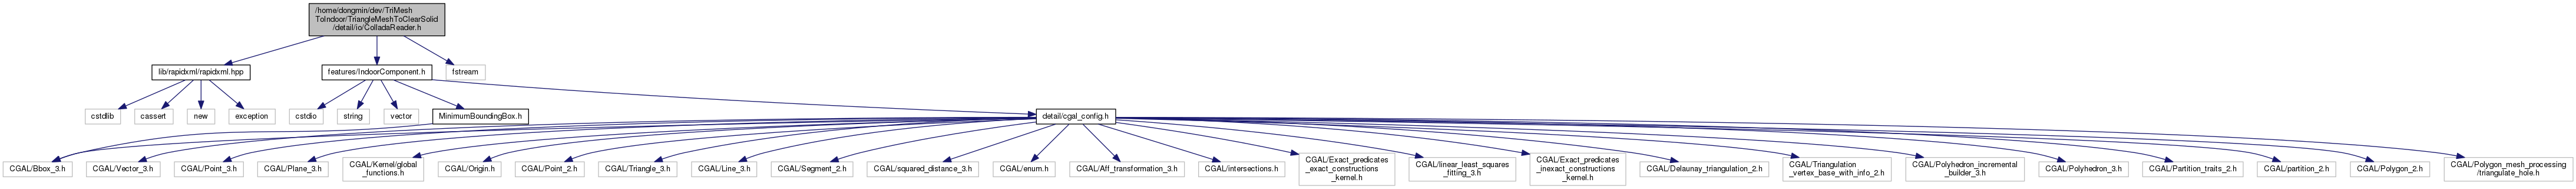 /home/dongmin/dev/TriMesh
ToIndoor/TriangleMeshToClearSolid
/detail/io/ColladaReader.h
lib/rapidxml/rapidxml.hpp
features/IndoorComponent.h
fstream
cstdlib
cassert
new
exception
cstdio
string
vector
MinimumBoundingBox.h
detail/cgal_config.h
CGAL/Bbox_3.h
CGAL/Vector_3.h
CGAL/Point_3.h
CGAL/Plane_3.h
CGAL/Kernel/global
_functions.h
CGAL/Origin.h
CGAL/Point_2.h
CGAL/Triangle_3.h
CGAL/Line_3.h
CGAL/Segment_2.h
CGAL/squared_distance_3.h
CGAL/enum.h
CGAL/Aff_transformation_3.h
CGAL/intersections.h
CGAL/Exact_predicates
_exact_constructions
_kernel.h
CGAL/linear_least_squares
_fitting_3.h
CGAL/Exact_predicates
_inexact_constructions
_kernel.h
CGAL/Delaunay_triangulation_2.h
CGAL/Triangulation
_vertex_base_with_info_2.h
CGAL/Polyhedron_incremental
_builder_3.h
CGAL/Polyhedron_3.h
CGAL/Partition_traits_2.h
CGAL/partition_2.h
CGAL/Polygon_2.h
CGAL/Polygon_mesh_processing
/triangulate_hole.h